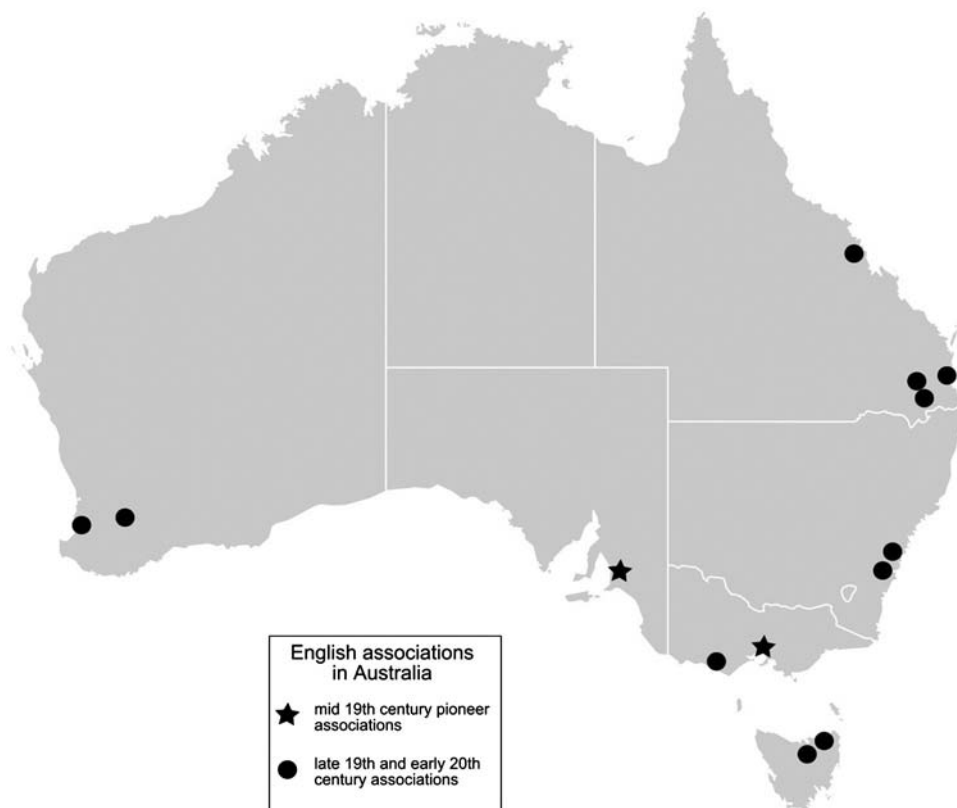 English associations
in Australia
mid 19th century pioneer
associations
late 19th and early 20th
century associations